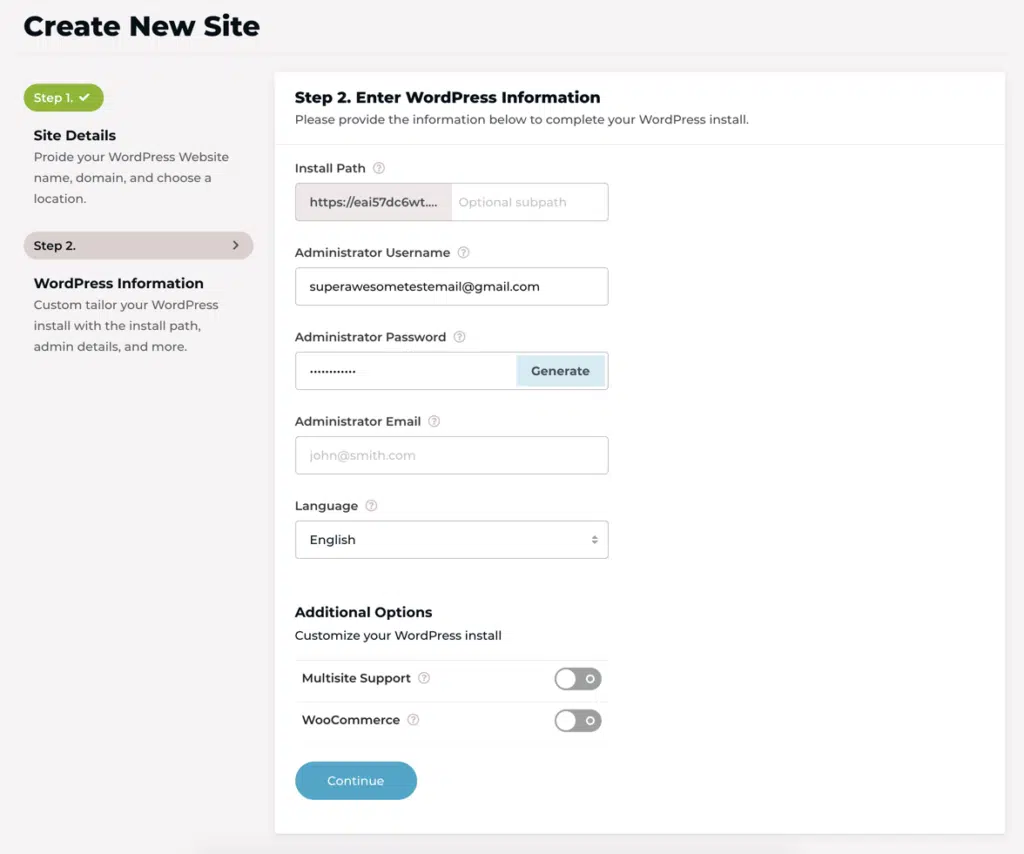 Create New Site
Step 1.
Site Details
Proide your WordPress Website
name, domain, and choose a
location.
Step 2.
WordPress Information
Custom tailor your WordPress
install with the install path,
admin details, and more.
Step 2. Enter WordPress Information
Please provide the information below to complete your WordPress install.
Install Path
https://eai57dc6wt.... Optional subpath
Administrator Username
superawesometestemail@gmail.com
Administrator Password
•••••••••••• Generate
Administrator Email
john@smith.com
Language
English
Additional Options
Customize your WordPress install
Multisite Support
WooCommerce
Continue